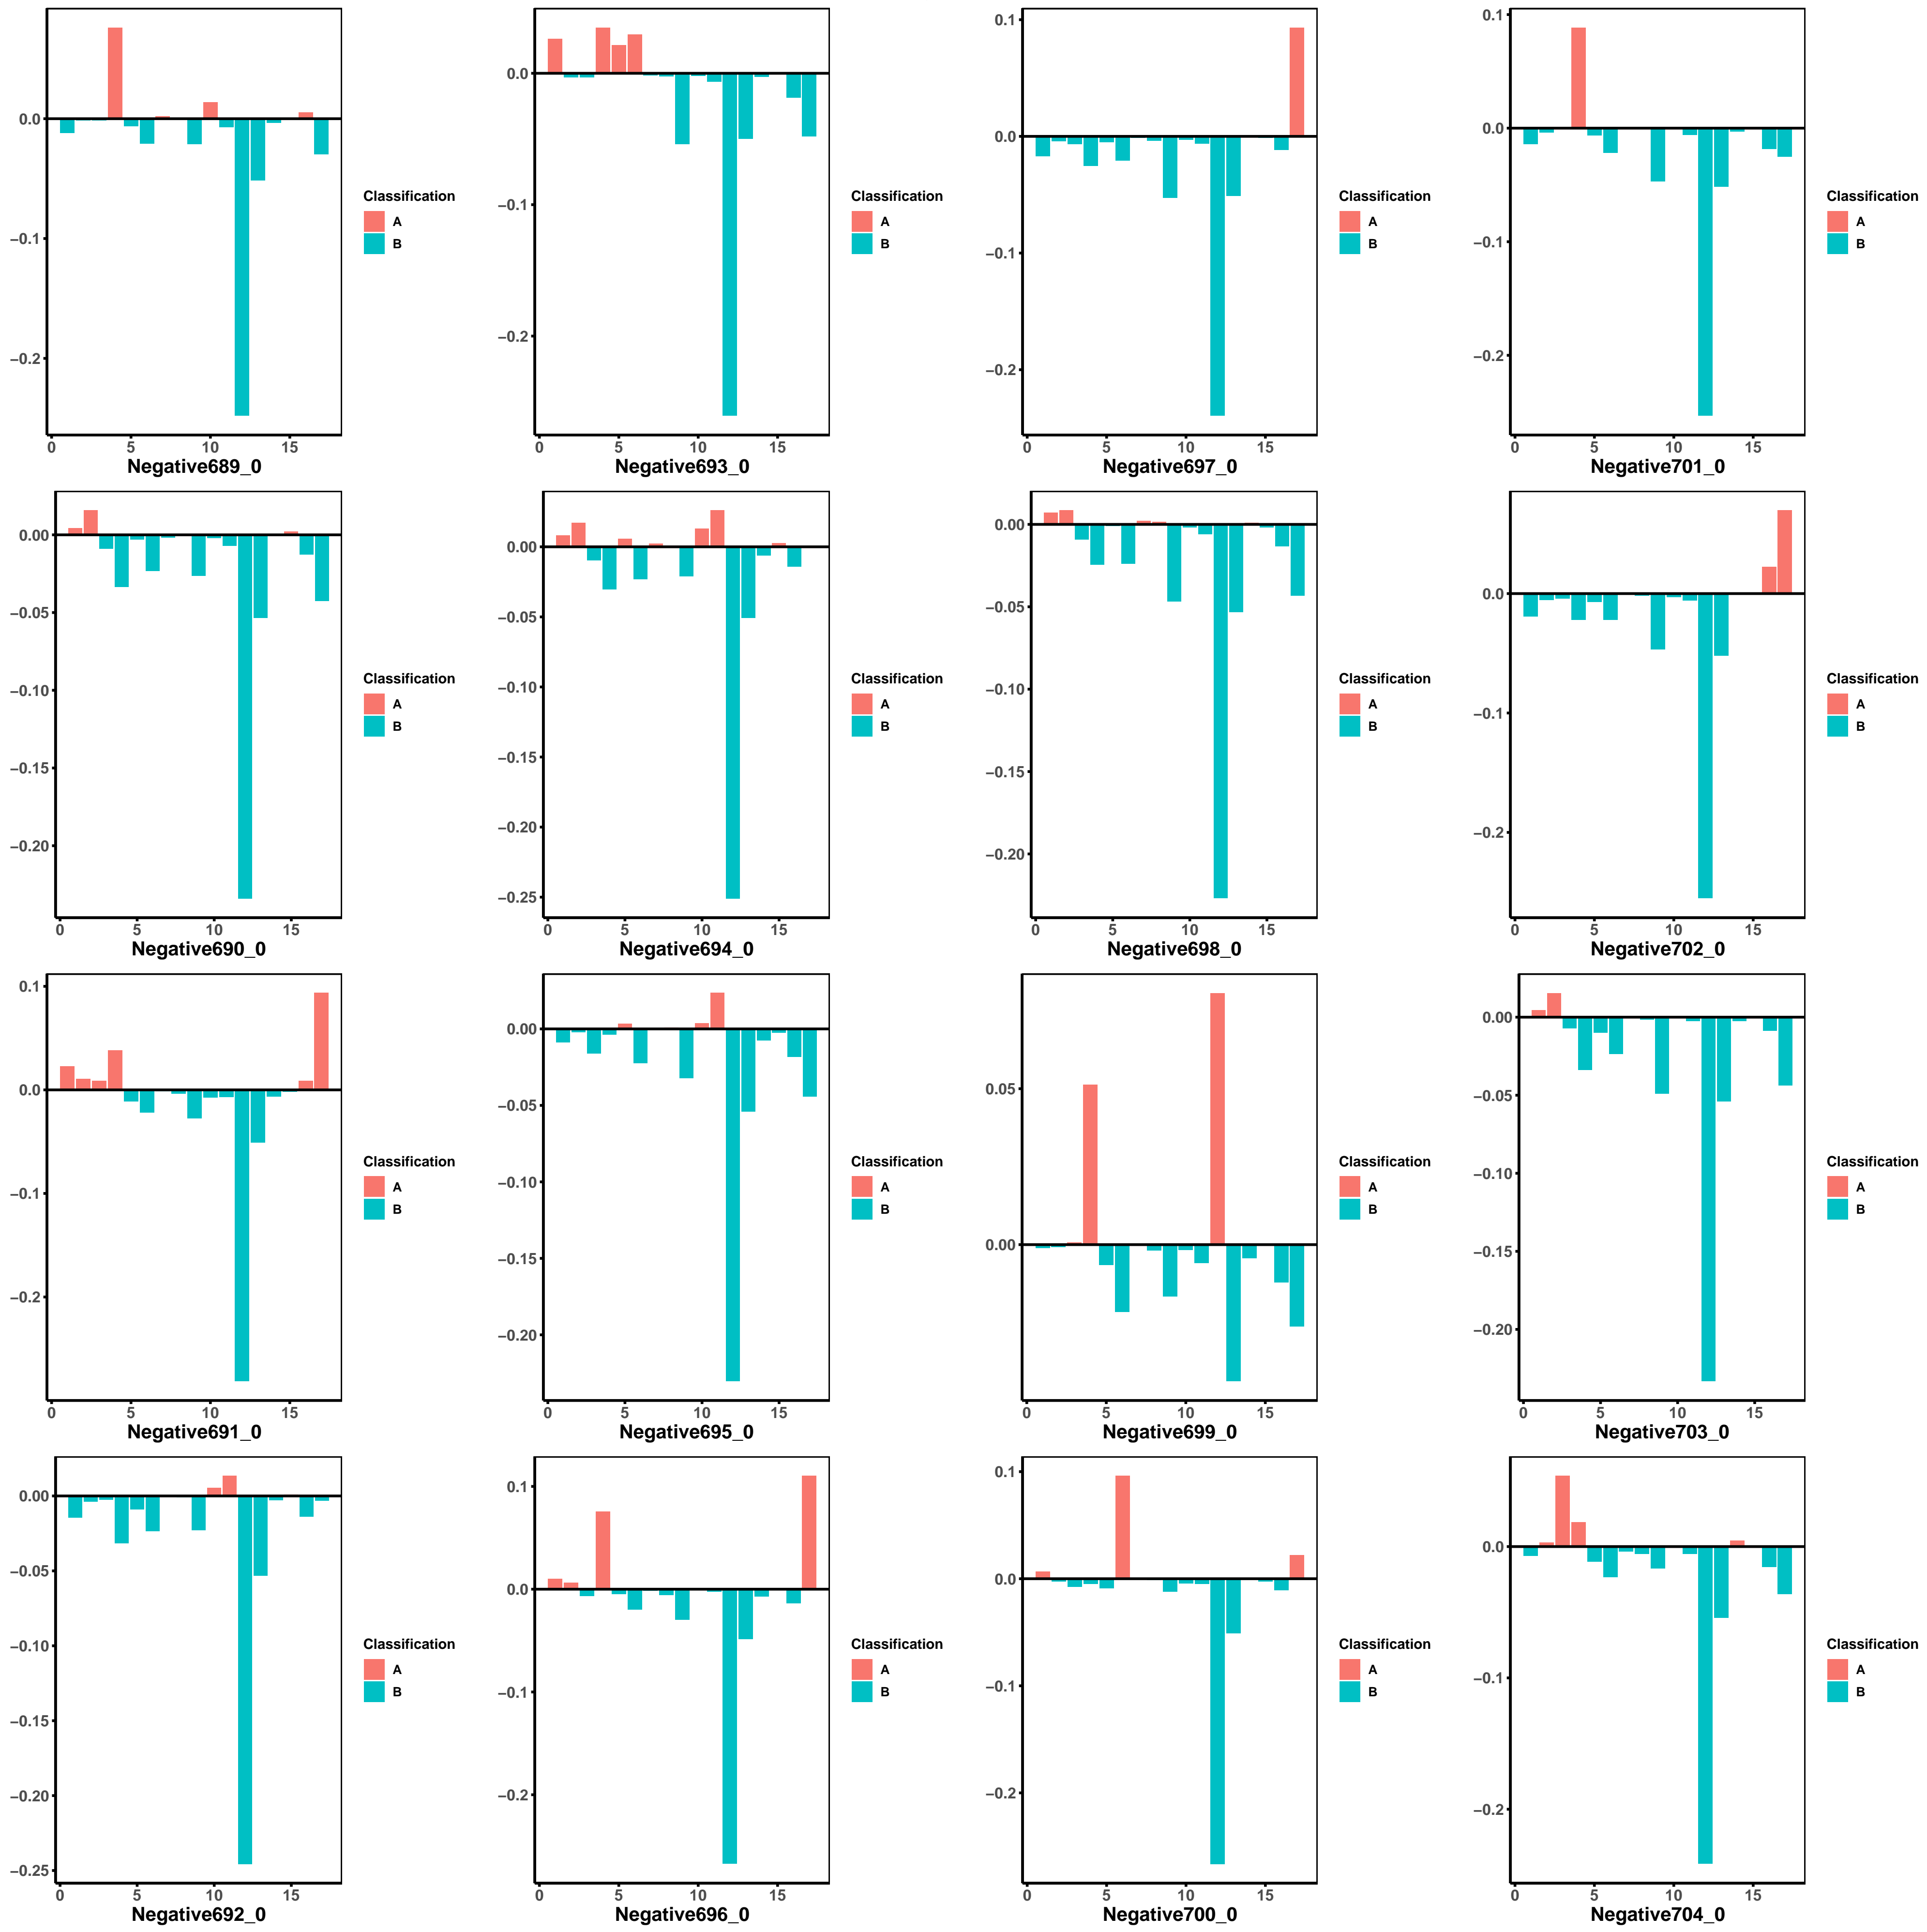 0.0
−0.1
−0.2
0 5 10 15
Negative689_0
Classification
A
B
0.0
−0.1
−0.2
0 5 10 15
Negative693_0
Classification
A
B
0.1
0.0
−0.1
−0.2
0 5 10 15
Negative697_0
Classification
A
B
0.1
0.0
−0.1
−0.2
0 5 10 15
Negative701_0
Classification
A
B
0.00
−0.05
−0.10
−0.15
−0.20
0 5 10 15
Negative690_0
Classification
A
B
0.00
−0.05
−0.10
−0.15
−0.20
−0.25
0 5 10 15
Negative694_0
Classification
A
B
0.00
−0.05
−0.10
−0.15
−0.20
0 5 10 15
Negative698_0
Classification
A
B
0.0
−0.1
−0.2
0 5 10 15
Negative702_0
Classification
A
B
0.1
0.0
−0.1
−0.2
0 5 10 15
Negative691_0
Classification
A
B
0.00
−0.05
−0.10
−0.15
−0.20
0 5 10 15
Negative695_0
Classification
A
B
0.05
0.00
0 5 10 15
Negative699_0
Classification
A
B
0.00
−0.05
−0.10
−0.15
−0.20
0 5 10 15
Negative703_0
Classification
A
B
0.00
−0.05
−0.10
−0.15
−0.20
−0.25
0 5 10 15
Negative692_0
Classification
A
B
0.1
0.0
−0.1
−0.2
0 5 10 15
Negative696_0
Classification
A
B
0.1
0.0
−0.1
−0.2
0 5 10 15
Negative700_0
Classification
A
B
0.0
−0.1
−0.2
0 5 10 15
Negative704_0
Classification
A
B